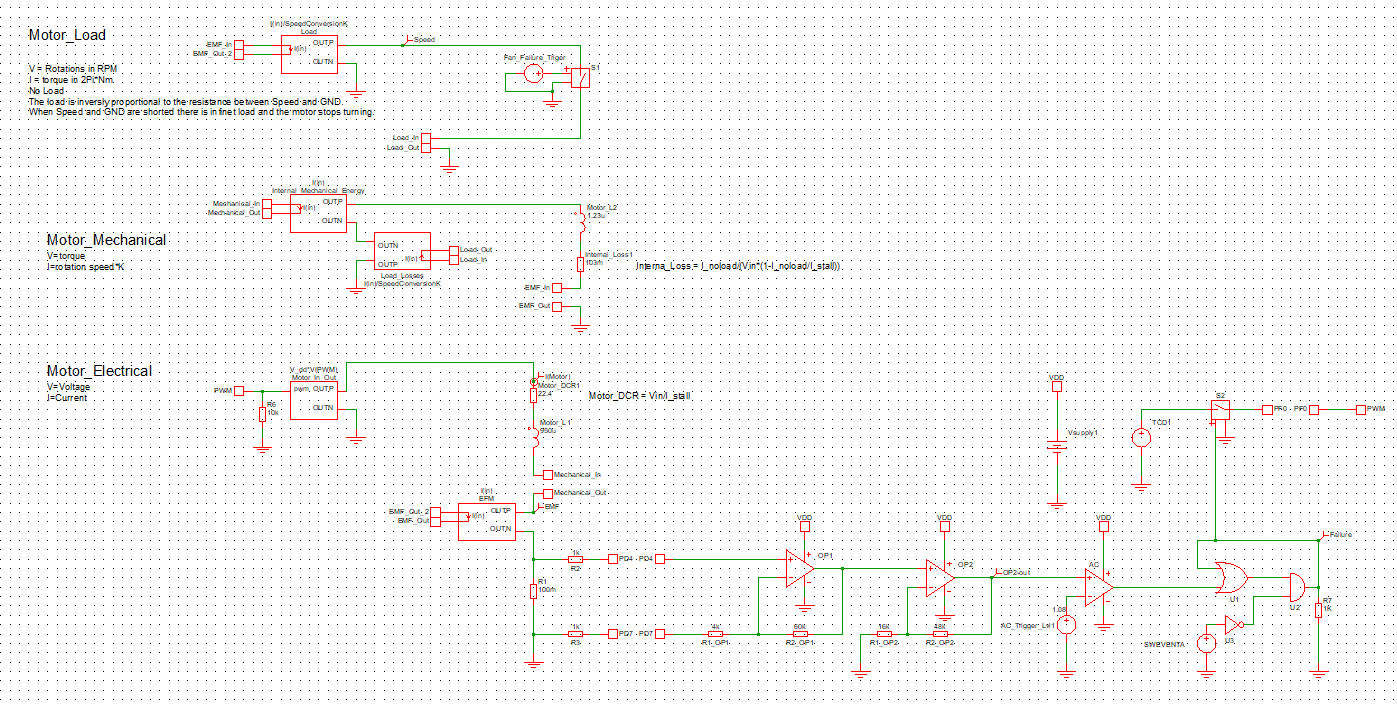 Motor_Load
I(in)/SpeedConversionK
Load
EMF_In
EMF_Out_2
I(in)
OUTP
OUTN
Speed
Fan_Failure_Triger
S1
V = Rotations in RPM
I = torque in 2Pi*Nm
No Load
The load is inversly proportional to the resistance between Speed and GND.
When Speed and GND are shorted there is infinet load and the motor stops turning.
Load_In
Load_Out
I(in)
Internal_Mechanical_Energy
Mechanical_In
Mechanical_Out
I(in)
OUTP
OUTN
Motor_L2
1.23u
Motor_Mechanical
V=torque
I=rotation speed*K
OUTN
OUTP
I(in)
Load_Out
Load_In
Load_Losses
I(in)/SpeedConversionK
Internal_Loss1
103m
Interna_Loss = I_noload/(Vin*(1-I_noload/I_stall))
EMF_In
EMF_Out
Motor_Electrical
V=Voltage
I=Current
V_dd*V(PWM)
Motor_In_Out
PWM
pwm
OUTP
OUTN
R6
10k
I(Motor)
Motor_DCR1
22.4
Motor_DCR = Vin/I_stall
Motor_L1
950u
Mechanical_In
Mechanical_Out
EMF
I(in)
EFM
EMF_Out_2
EMF_Out
I(in)
OUTP
OUTN
VDD
Vsupply1
TCD1
S2
PF0
PF0
PWM
1k
R2
PD4
PD4
R1
100m
1k
R3
PD7
PD7
4k
R1_OP1
60k
R2_OP1
VDD
OP1
VDD
OP2
OP2-out
16k
R1_OP2
48k
R2_OP2
VDD
AC
1.08
AC_Trigger_Lvl1
Failure
U1
U2
U3
SWEVENTA
R7
1K